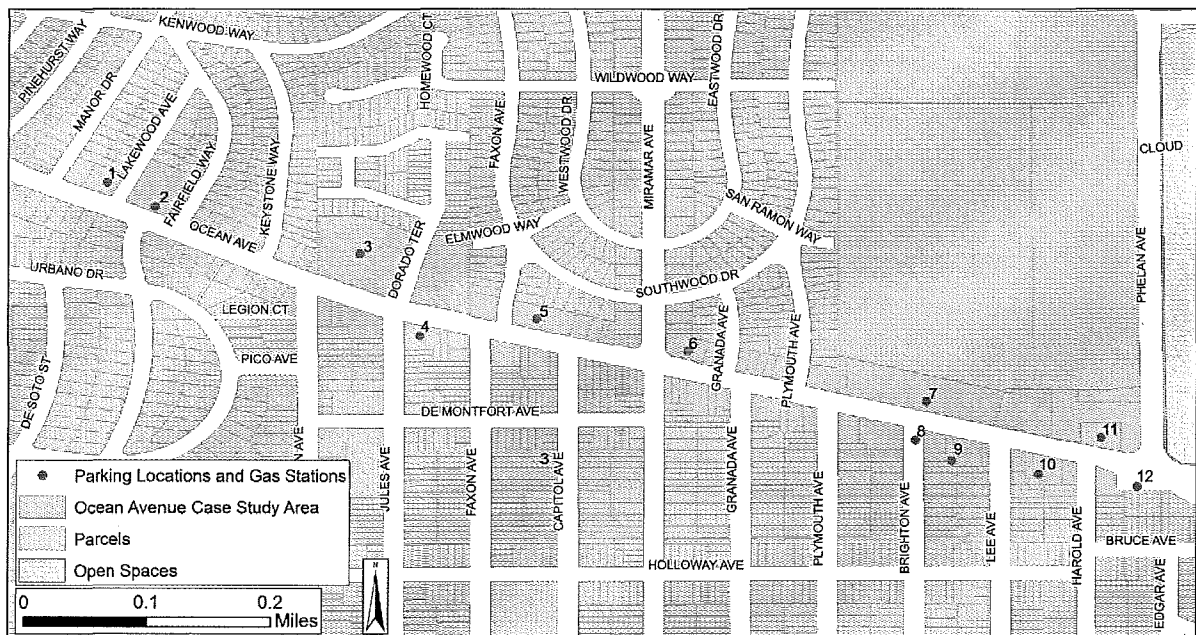 KENWOOD WAY
PINEHURST WAY
MANOR DR
LAKEWOOD AVE
FAIRFIELD WAY
KEYSTONE WAY
HOMEWOOD CT
WILDWOOD WAY
EASTWOOD DR
FAXON AVE
WESTWOOD DR
MIRAMAR AVE
CLOUD
PHELAN AVE
1
2
OCEAN AVE
3
DORADO TER
ELMWOOD WAY
SAN RAMON WAY
SOUTHWOOD DR
URBANO DR
LEGION CT
PICO AVE
DE SOTO ST
4
5
6
GRANADA AVE
PLYMOUTH AVE
7
8
9
10
11
12
DE MONTFORT AVE
N AVE
JULES AVE
FAXON AVE
3
CAPITOL AVE
GRANADA AVE
PLYMOUTH AVE
BRIGHTON AVE
LEE AVE
HAROLD AVE
BRUCE AVE
EDGAR AVE
HOLLOWAY AVE
Parking Locations and Gas Stations
Ocean Avenue Case Study Area
Parcels
Open Spaces
0 0.1 0.2
Miles
N